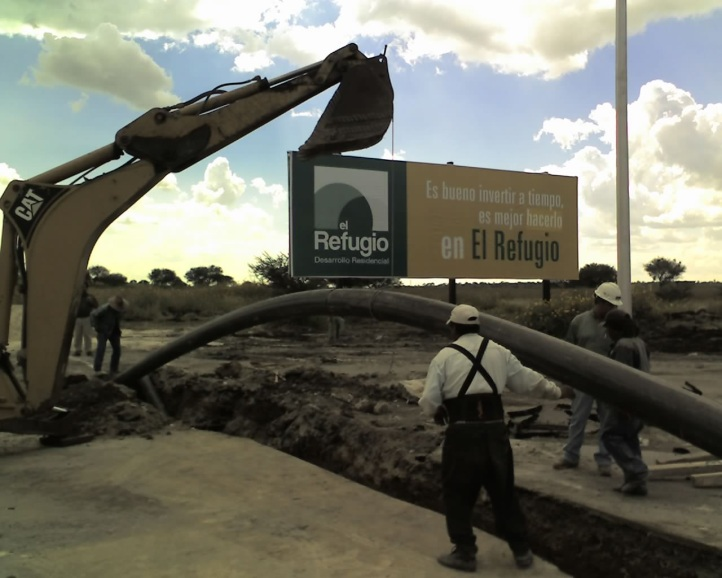 CAT
el
Refugio
Desarrollo Residencial
Es bueno invertir a tiempo,
es mejor hacerlo
en El Refugio